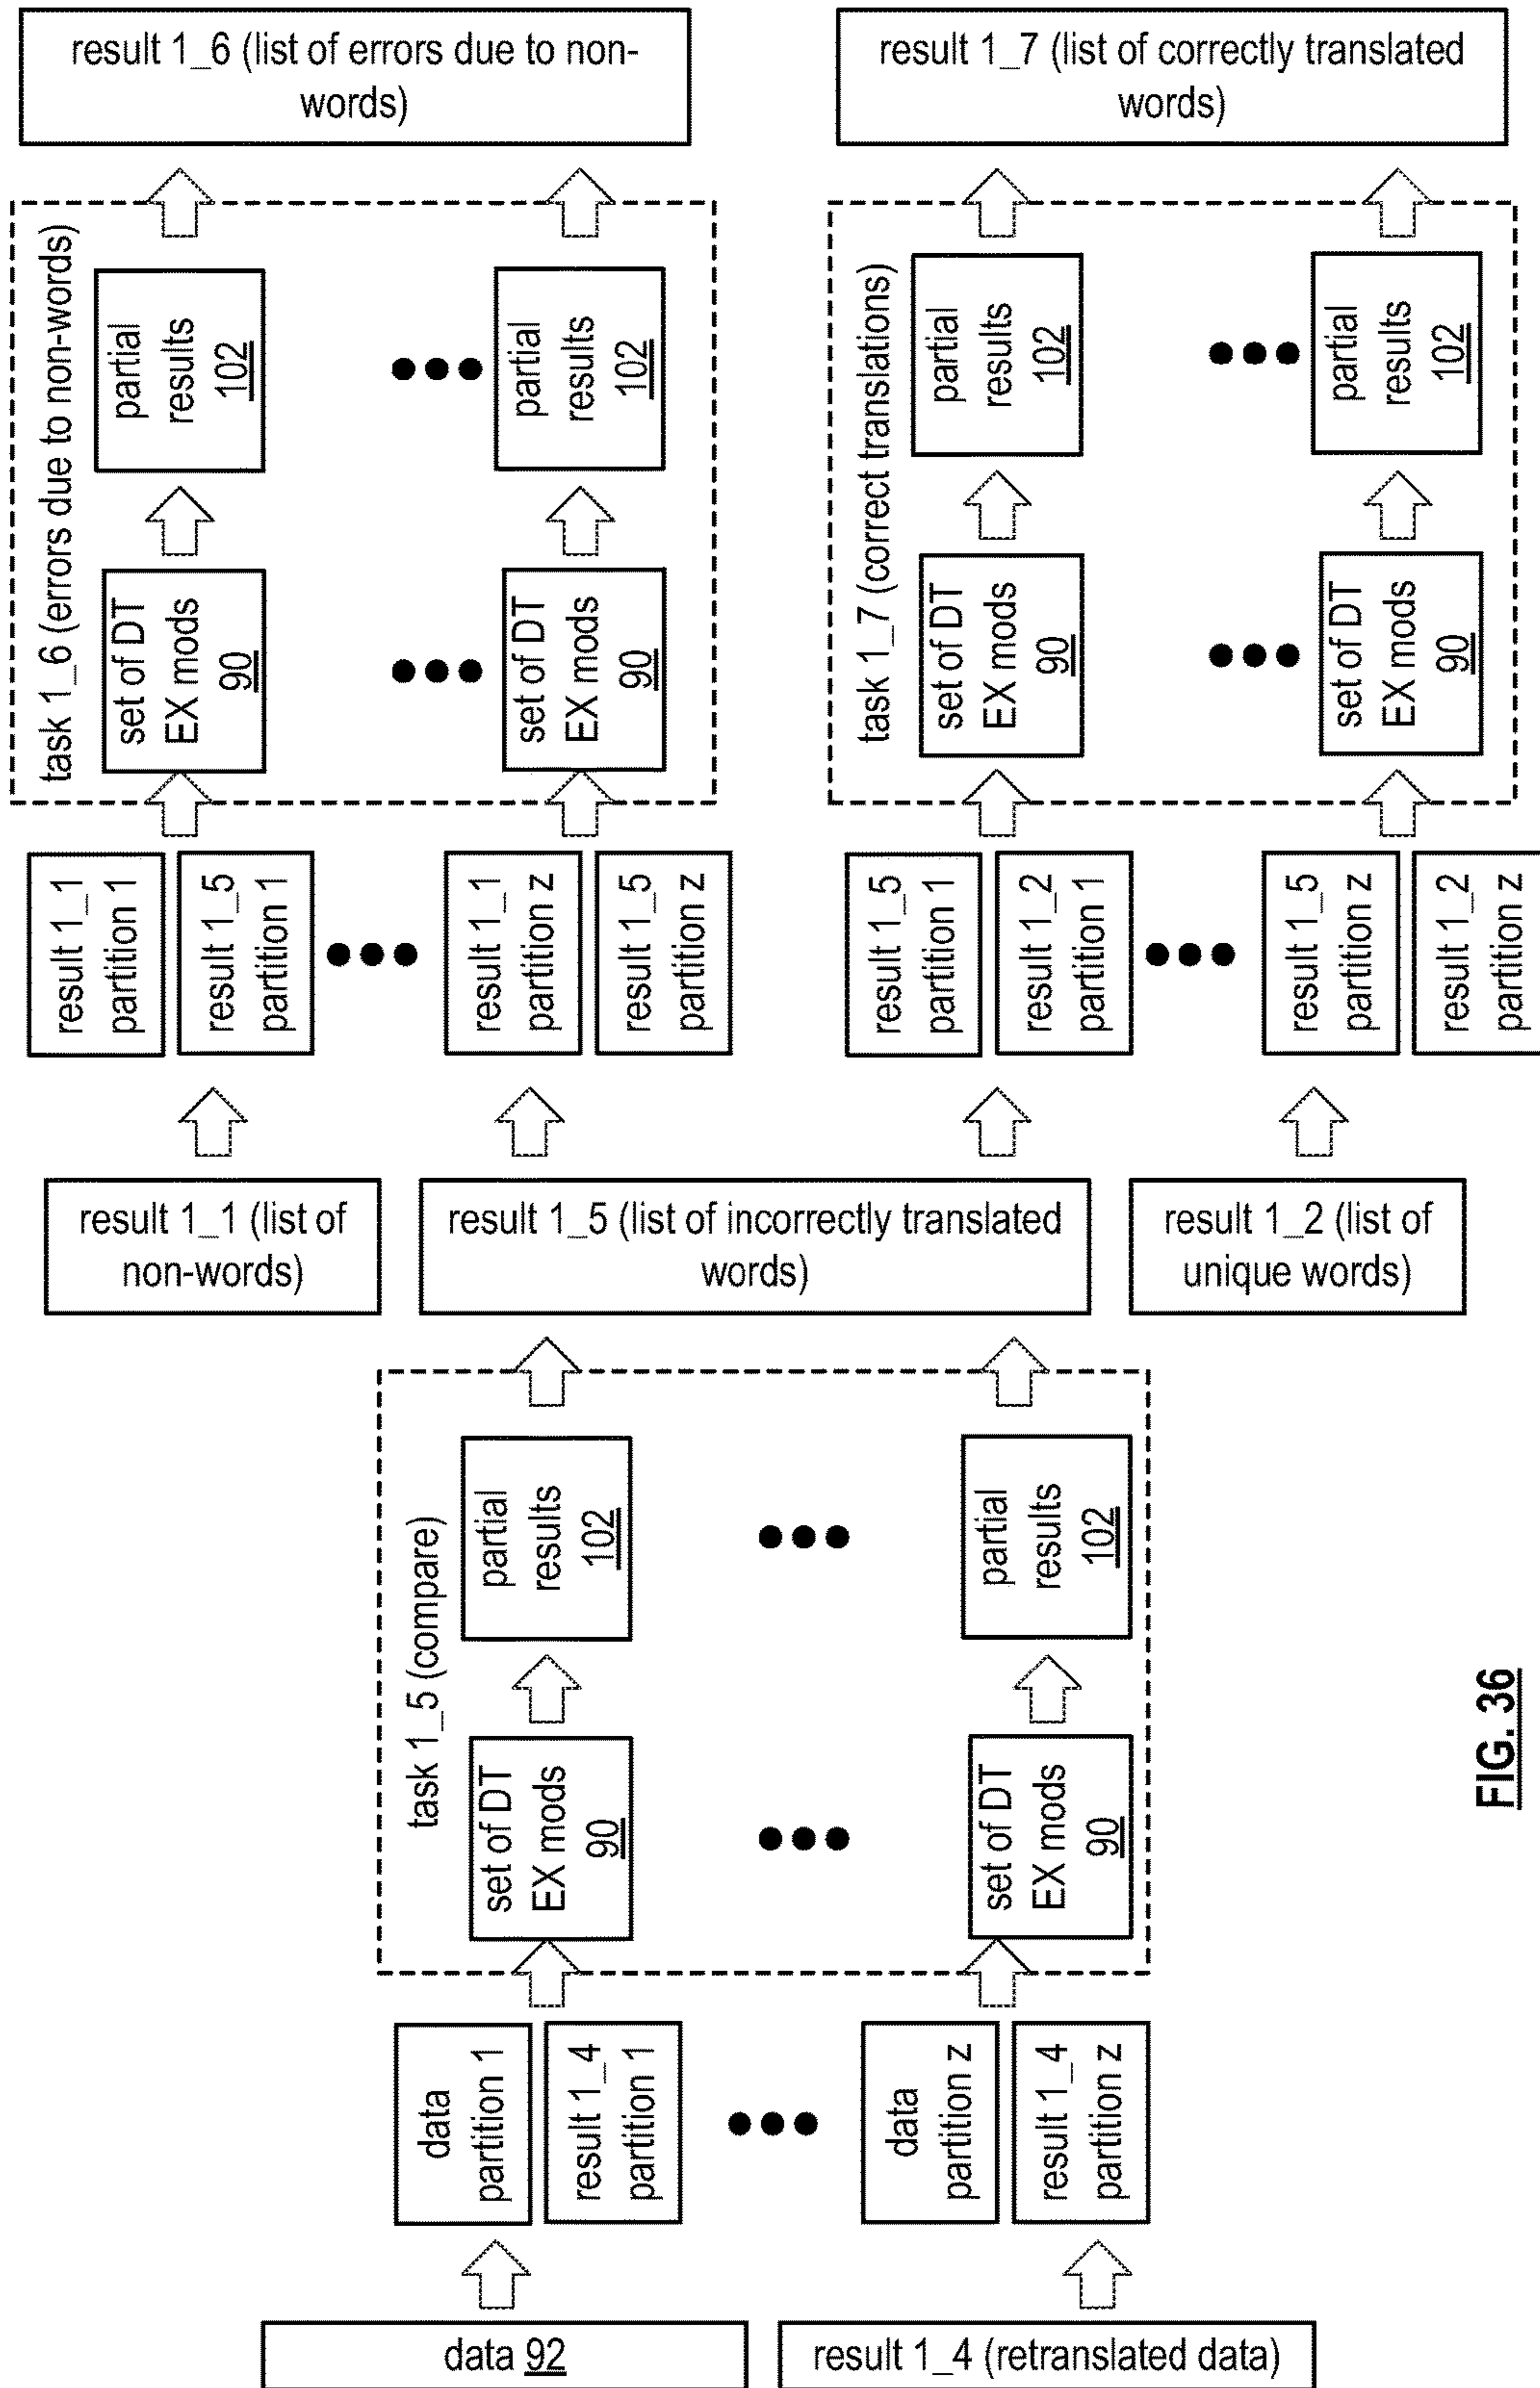 data 92
result 1_4 (retranslated data)
data
partition 1
result 1_4
partition 1
data
partition z
result 1_4
partition z
task 1_5 (compare)
set of DT
EX mods
90
partial
results
102
set of DT
EX mods
90
partial
results
102
result 1_1 (list of
non-words)
result 1_5 (list of incorrectly translated
words)
result 1_2 (list of
unique words)
result 1_1
partition 1
result 1_5
partition 1
result 1_1
partition z
result 1_5
partition z
task 1_6 (errors due to non-words)
set of DT
EX mods
90
partial
results
102
set of DT
EX mods
90
partial
results
102
result 1_6 (list of errors due to non-
words)
result 1_5
partition 1
result 1_2
partition 1
result 1_5
partition z
result 1_2
partition z
task 1_7 (correct translations)
set of DT
EX mods
90
partial
results
102
set of DT
EX mods
90
partial
results
102
result 1_7 (list of correctly translated
words)
FIG. 36